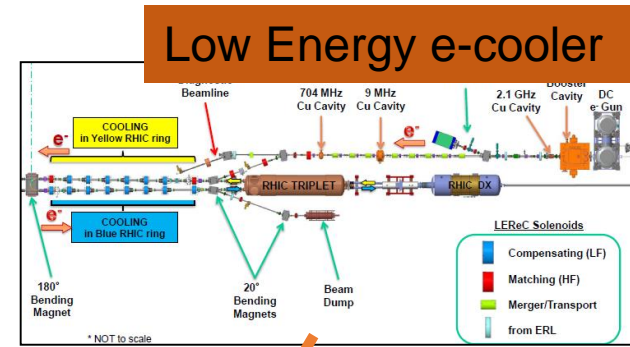 Low Energy e-cooler
Beamline
704 MHz
Cu Cavity
9 MHz
Cu Cavity
2.1 GHz
Cu Cavity
Booster
Cavity
DC
e- Gun
e-
COOLING
in Yellow RHIC ring
e-
RHIC TRIPLET
RHIC DX
e-
COOLING
in Blue RHIC ring
LEReC Solenoids
Compensating (LF)
Matching (HF)
Merger/Transport
from ERL
180°
Bending
Magnet
20°
Bending
Magnets
Beam
Dump
* NOT to scale